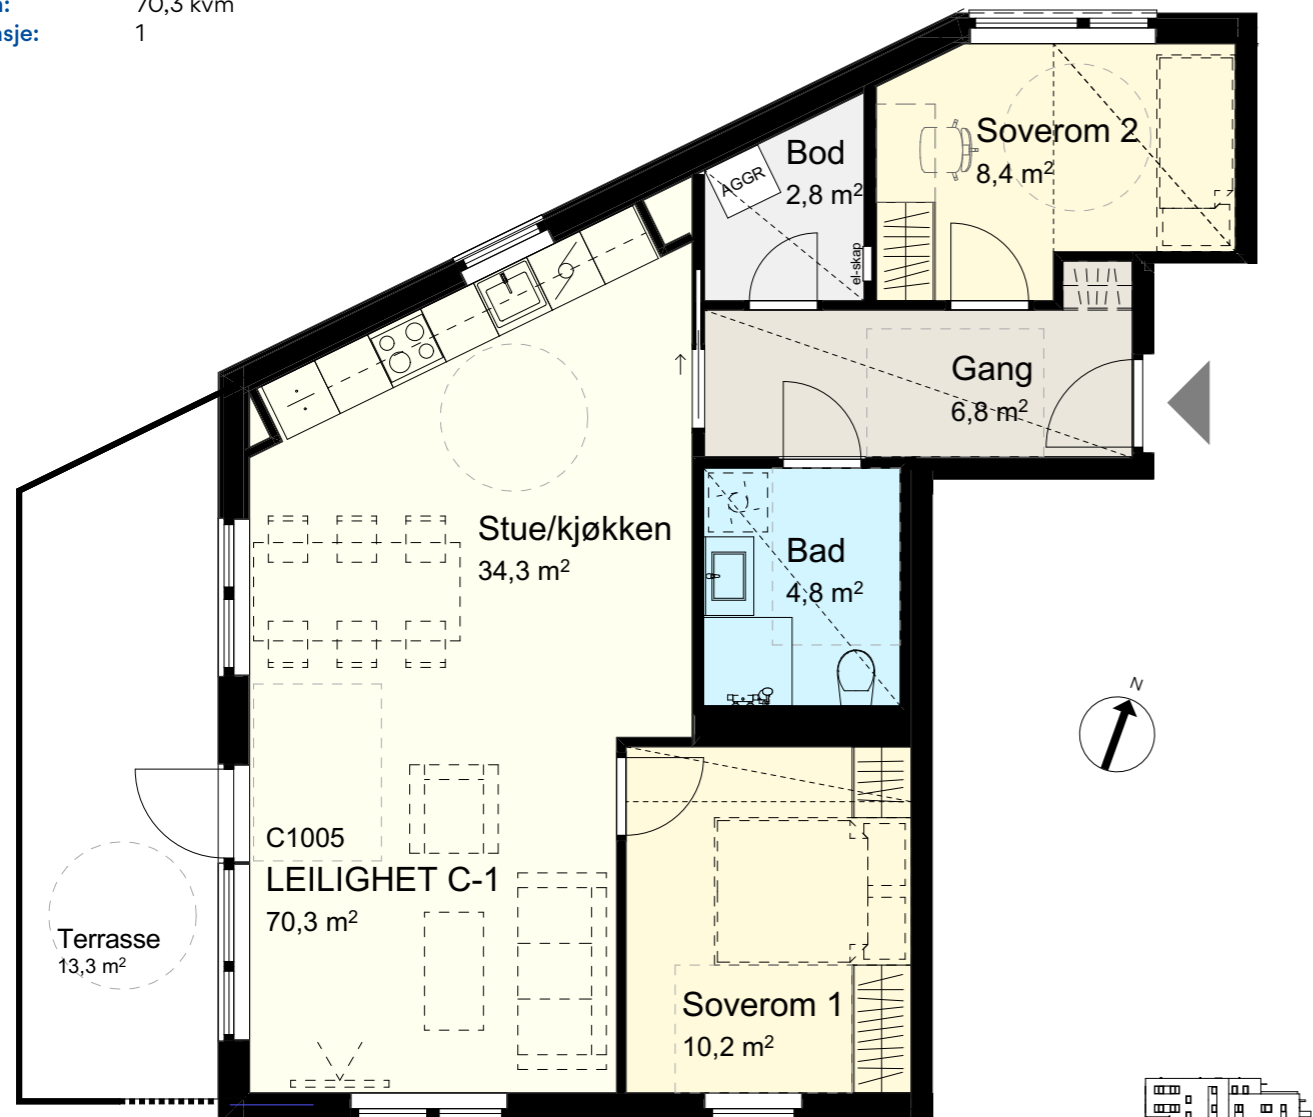 70,3 kvm
1
Bod
2,8 m²
AGGR
el-skap
Soverom 2
8,4 m²
Gang
6,8 m²
Stue/kjøkken
34,3 m²
Bad
4,8 m²
N
C1005
LEILIGHET C-1
70,3 m²
Terrasse
13,3 m²
Soverom 1
10,2 m²